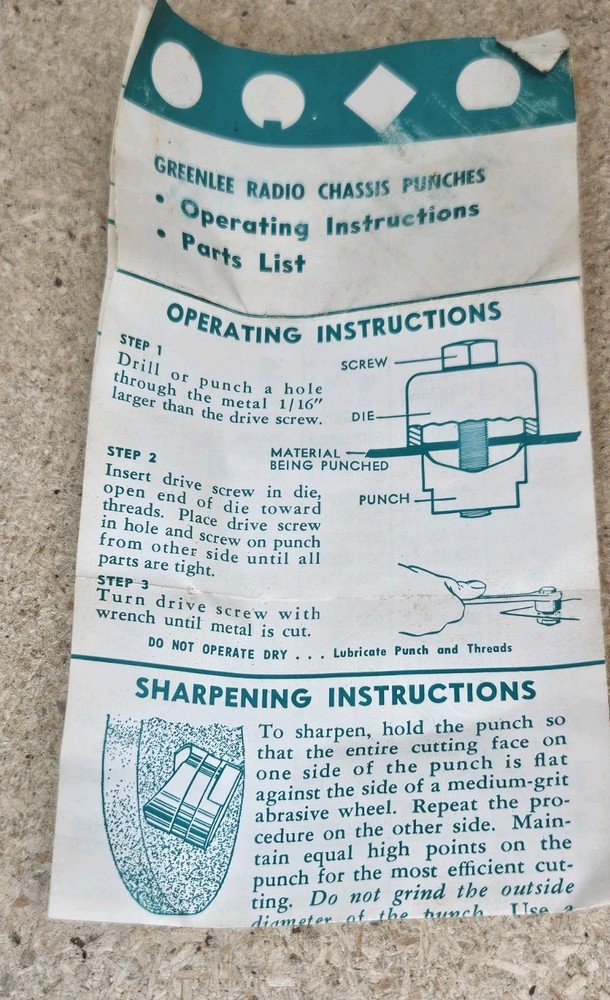 GREENLEE RADIO CHASSIS PUNCHES
• Operating Instructions
• Parts List
OPERATING INSTRUCTIONS
STEP 1
Drill or punch a hole
through the metal 1/16"
larger than the drive screw.
SCREW
DIE
MATERIAL
BEING PUNCHED
PUNCH
STEP 2
Insert drive screw in die,
open end of die toward
threads. Place drive screw
in hole and screw on punch
from other side until all
parts are tight.
STEP 3
Turn drive screw with
wrench until metal is cut.
DO NOT OPERATE DRY . . . Lubricate Punch and Threads
SHARPENING INSTRUCTIONS
To sharpen, hold the punch so
that the entire cutting face on
one side of the punch is flat
against the side of a medium-grit
abrasive wheel. Repeat the pro-
cedure on the other side. Main-
tain equal high points on the
punch for the most efficient cut-
ting. Do not grind the outside
diameter of the punch. Use a